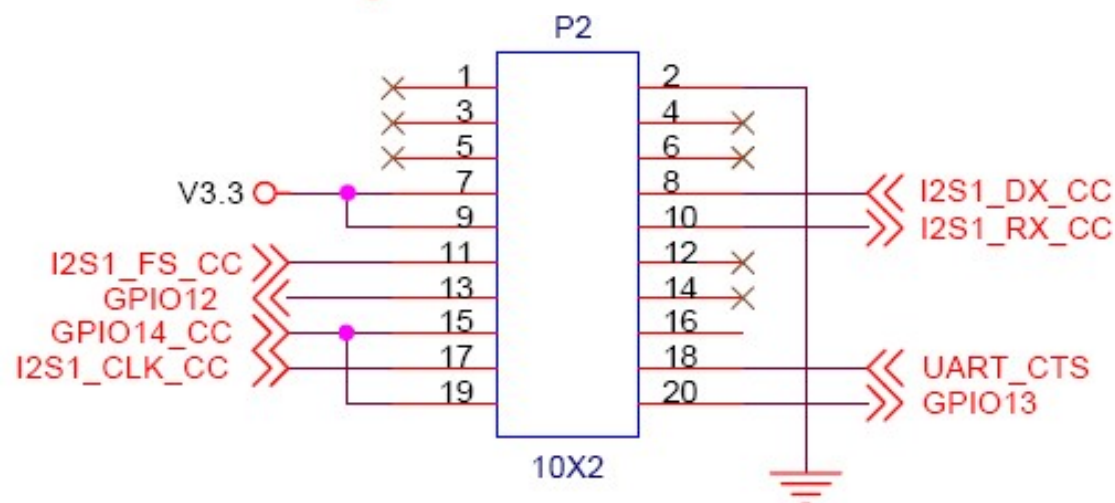 P2
1 2
3 4
5 6
V3.3 7 8 I2S1_DX_CC
9 10 I2S1_RX_CC
I2S1_FS_CC 11 12
GPIO12 13 14
GPIO14_CC 15 16
I2S1_CLK_CC 17 18 UART_CTS
19 20 GPIO13
10X2